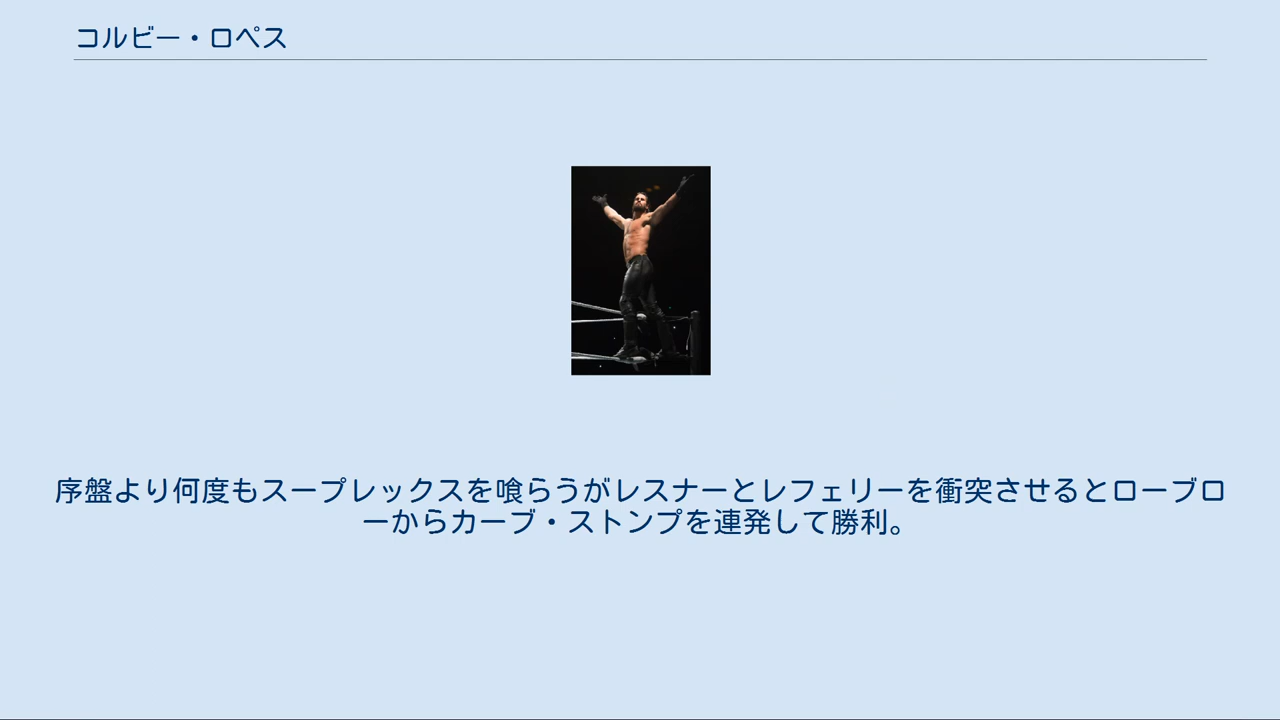 コルビー・ロペス
序盤より何度もスープレックスを喰らうがレスナーとレフェリーを衝突させるとローブロ
ーからカーブ・ストンプを連発して勝利。